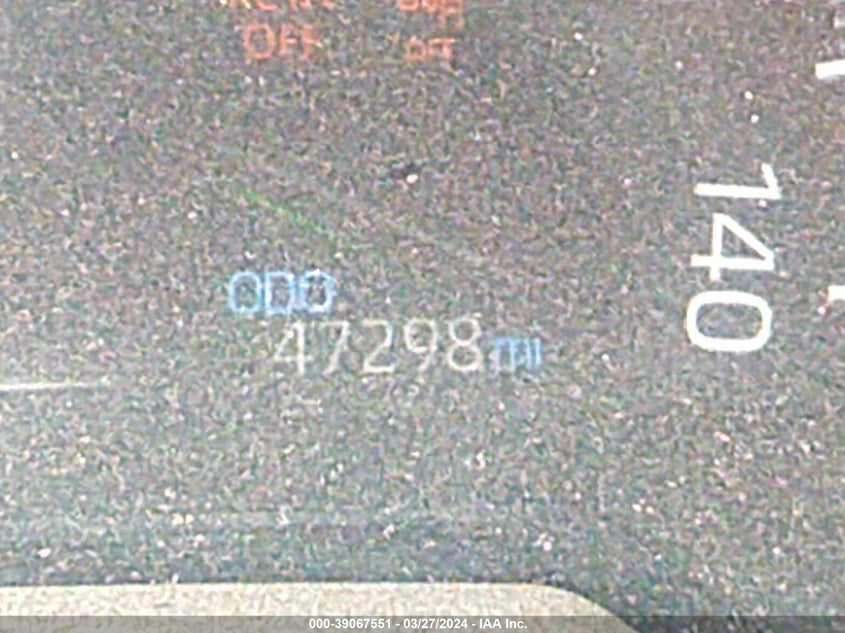 OFF
OFF
140
ODO
47298 mi
000-39067551 - 03/27/2024 - IAA Inc.